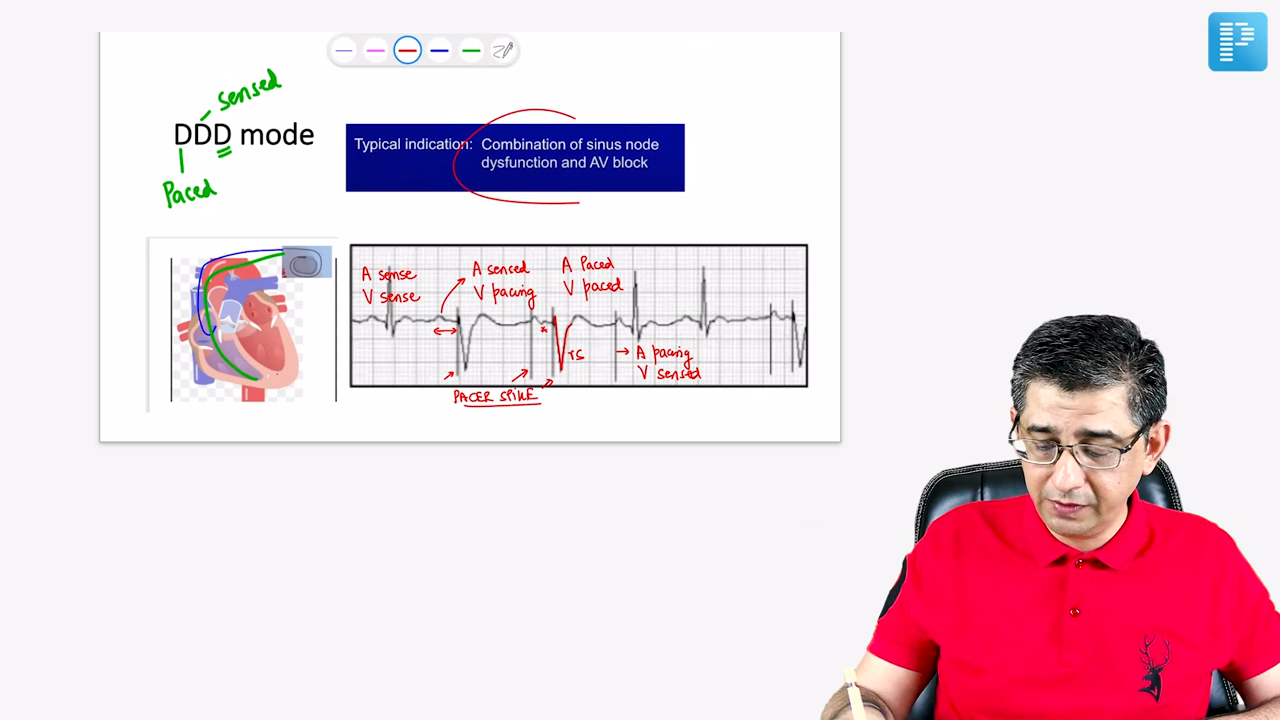 sensed
DDD mode
Paced
Typical indication: Combination of sinus node
dysfunction and AV block
A sense
V sense
A sensed
V pacing
A Paced
V paced
rS
→ A pacing
V sensed
PACER SPIKE